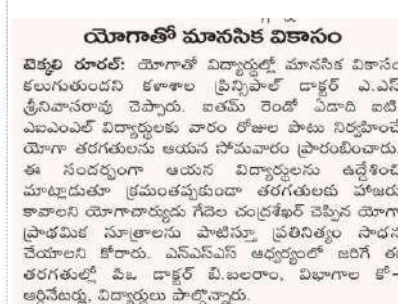 యోగాతో మానసిక వికాసం
టెక్కలి రూరల్: యోగాతో విద్యార్థుల్లో మానసిక వికాసం
కలుగుతుందని కళాశాల ప్రిన్సిపాల్ డాక్టర్ ఎ.ఎస్
శ్రీనివాసరావు చెప్పారు. ఐతమ్ రెండో ఏడాది ఐటి
ఎఐఎంఎల్ విద్యార్థులకు వారం రోజుల పాటు నిర్వహించే
యోగా తరగతులను ఆయన సోమవారం ప్రారంబించారు.
ఈ సందర్భంగా ఆయన విద్యార్థులను ఉద్దేశించి
మాట్లాడుతూ క్రమంతప్పకుండా తరగతులకు హాజరు
కావాలని యోగాచార్యుడు గేదెల చంద్రశేఖర్ చెప్పిన యోగా
ప్రాథమిక సూత్రాలను పాటిస్తూ ప్రతినిత్యం సాధన
చేయాలని కోరారు. ఎన్ఎస్ఎస్ ఆధ్వర్యంలో జరిగే ఈ
తరగతుల్లో పిఒ డాక్టర్ బి.బలరాం, విభాగాల కో-
ఆర్డినేటర్లు, విద్యార్థులు పాల్గొన్నారు.